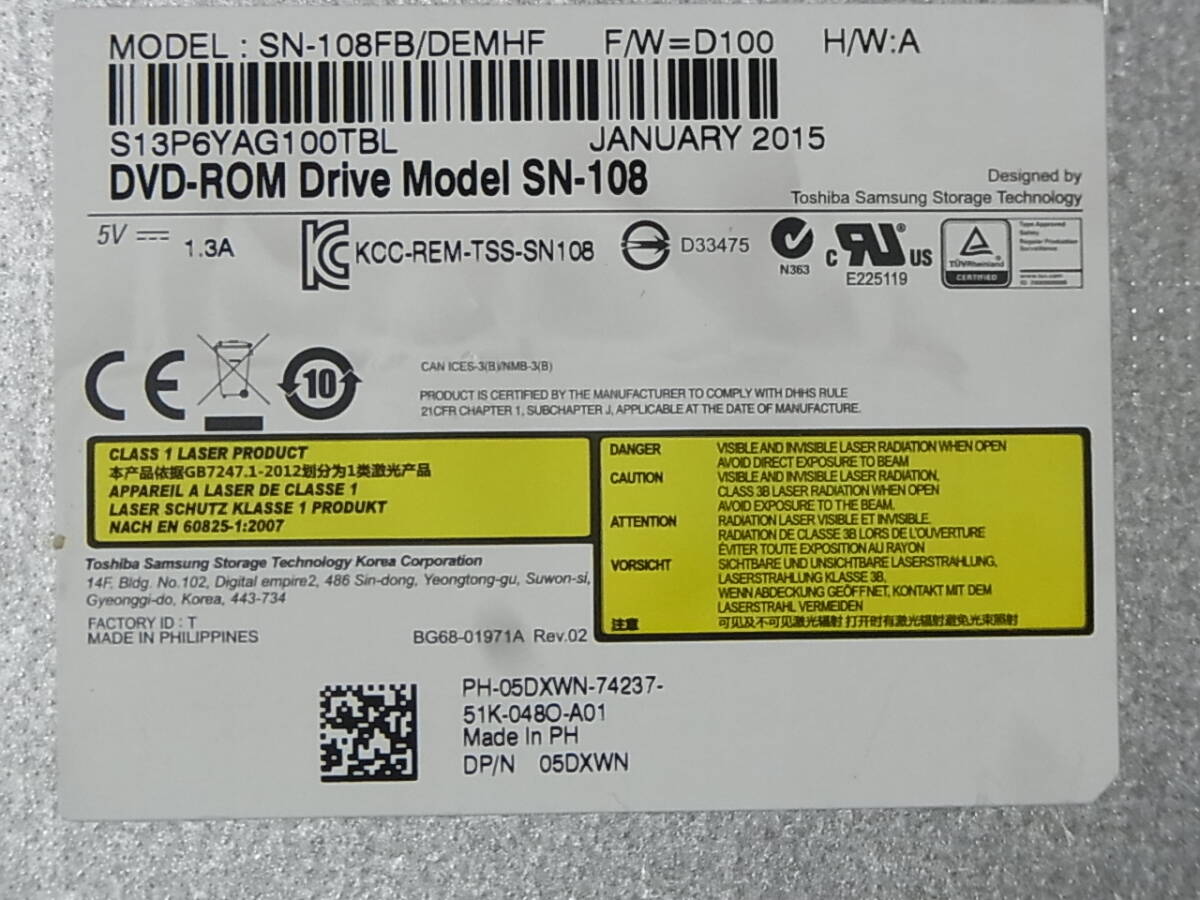 MODEL : SN-108FB/DEMHF F/W=D100 H/W:A
S13P6YAG100TBL JANUARY 2015
DVD-ROM Drive Model SN-108
Designed by
Toshiba Samsung Storage Technology
5V 1.3A KCC-REM-TSS-SN108 D33475
N363
C RU ® US
E225119
TÜVRheinland
CERTIFIED
Type Approved
Safety
Regular Production
Surveillance
www.tuv.com
CE
10
CAN ICES-3(B)/NMB-3(B)
PRODUCT IS CERTIFIED BY THE MANUFACTURER TO COMPLY WITH DHHS RULE
21CFR CHAPTER 1, SUBCHAPTER J, APPLICABLE AT THE DATE OF MANUFACTURE.
CLASS 1 LASER PRODUCT
本产品依据GB7247.1-2012划分为1类激光产品
APPAREIL A LASER DE CLASSE 1
LASER SCHUTZ KLASSE 1 PRODUKT
NACH EN 60825-1:2007
DANGER VISIBLE AND INVISIBLE LASER RADIATION WHEN OPEN
AVOID DIRECT EXPOSURE TO BEAM
CAUTION VISIBLE AND INVISIBLE LASER RADIATION,
CLASS 3B LASER RADIATION WHEN OPEN
AVOID EXPOSURE TO THE BEAM.
ATTENTION RADIATION LASER VISIBLE ET INVISIBLE.
RADIATION DE CLASSE 3B LORS DE L'OUVERTURE
ÉVITER TOUTE EXPOSITION AU RAYON
VORSICHT SICHTBARE UND UNSICHTBARE LASERSTRAHLUNG,
LASERSTRAHLUNG KLASSE 3B,
WENN ABDECKUNG GEÖFFNET, KONTAKT MIT DEM
LASERSTRAHL VERMEIDEN
注意 可见及不可见激光辐射 打开时有激光辐射避免光束照射
Toshiba Samsung Storage Technology Korea Corporation
14F. Bldg. No.102, Digital empire2, 486 Sin-dong, Yeongtong-gu, Suwon-si,
Gyeonggi-do, Korea, 443-734
FACTORY ID : T
MADE IN PHILIPPINES BG68-01971A Rev.02
PH-05DXWN-74237-
51K-048O-A01
Made In PH
DP/N 05DXWN